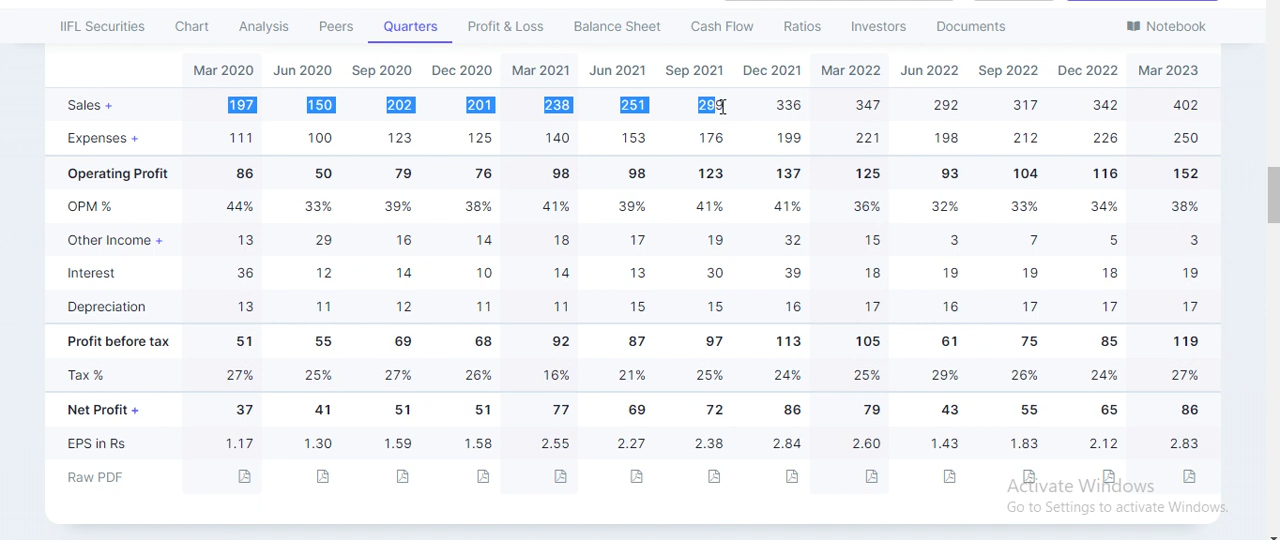 IIFL Securities Chart Analysis Peers Quarters Profit & Loss Balance Sheet Cash Flow Ratios Investors Documents Notebook
Mar 2020 Jun 2020 Sep 2020 Dec 2020 Mar 2021 Jun 2021 Sep 2021 Dec 2021 Mar 2022 Jun 2022 Sep 2022 Dec 2022 Mar 2023
Sales + 197 150 202 201 238 251 299 336 347 292 317 342 402
Expenses + 111 100 123 125 140 153 176 199 221 198 212 226 250
Operating Profit 86 50 79 76 98 98 123 137 125 93 104 116 152
OPM % 44% 33% 39% 38% 41% 39% 41% 41% 36% 32% 33% 34% 38%
Other Income + 13 29 16 14 18 17 19 32 15 3 7 5 3
Interest 36 12 14 10 14 13 30 39 18 19 19 18 19
Depreciation 13 11 12 11 11 15 15 16 17 16 17 17 17
Profit before tax 51 55 69 68 92 87 97 113 105 61 75 85 119
Tax % 27% 25% 27% 26% 16% 21% 25% 24% 25% 29% 26% 24% 27%
Net Profit + 37 41 51 51 77 69 72 86 79 43 55 65 86
EPS in Rs 1.17 1.30 1.59 1.58 2.55 2.27 2.38 2.84 2.60 1.43 1.83 2.12 2.83
Raw PDF
Activate Windows
Go to Settings to activate Windows.